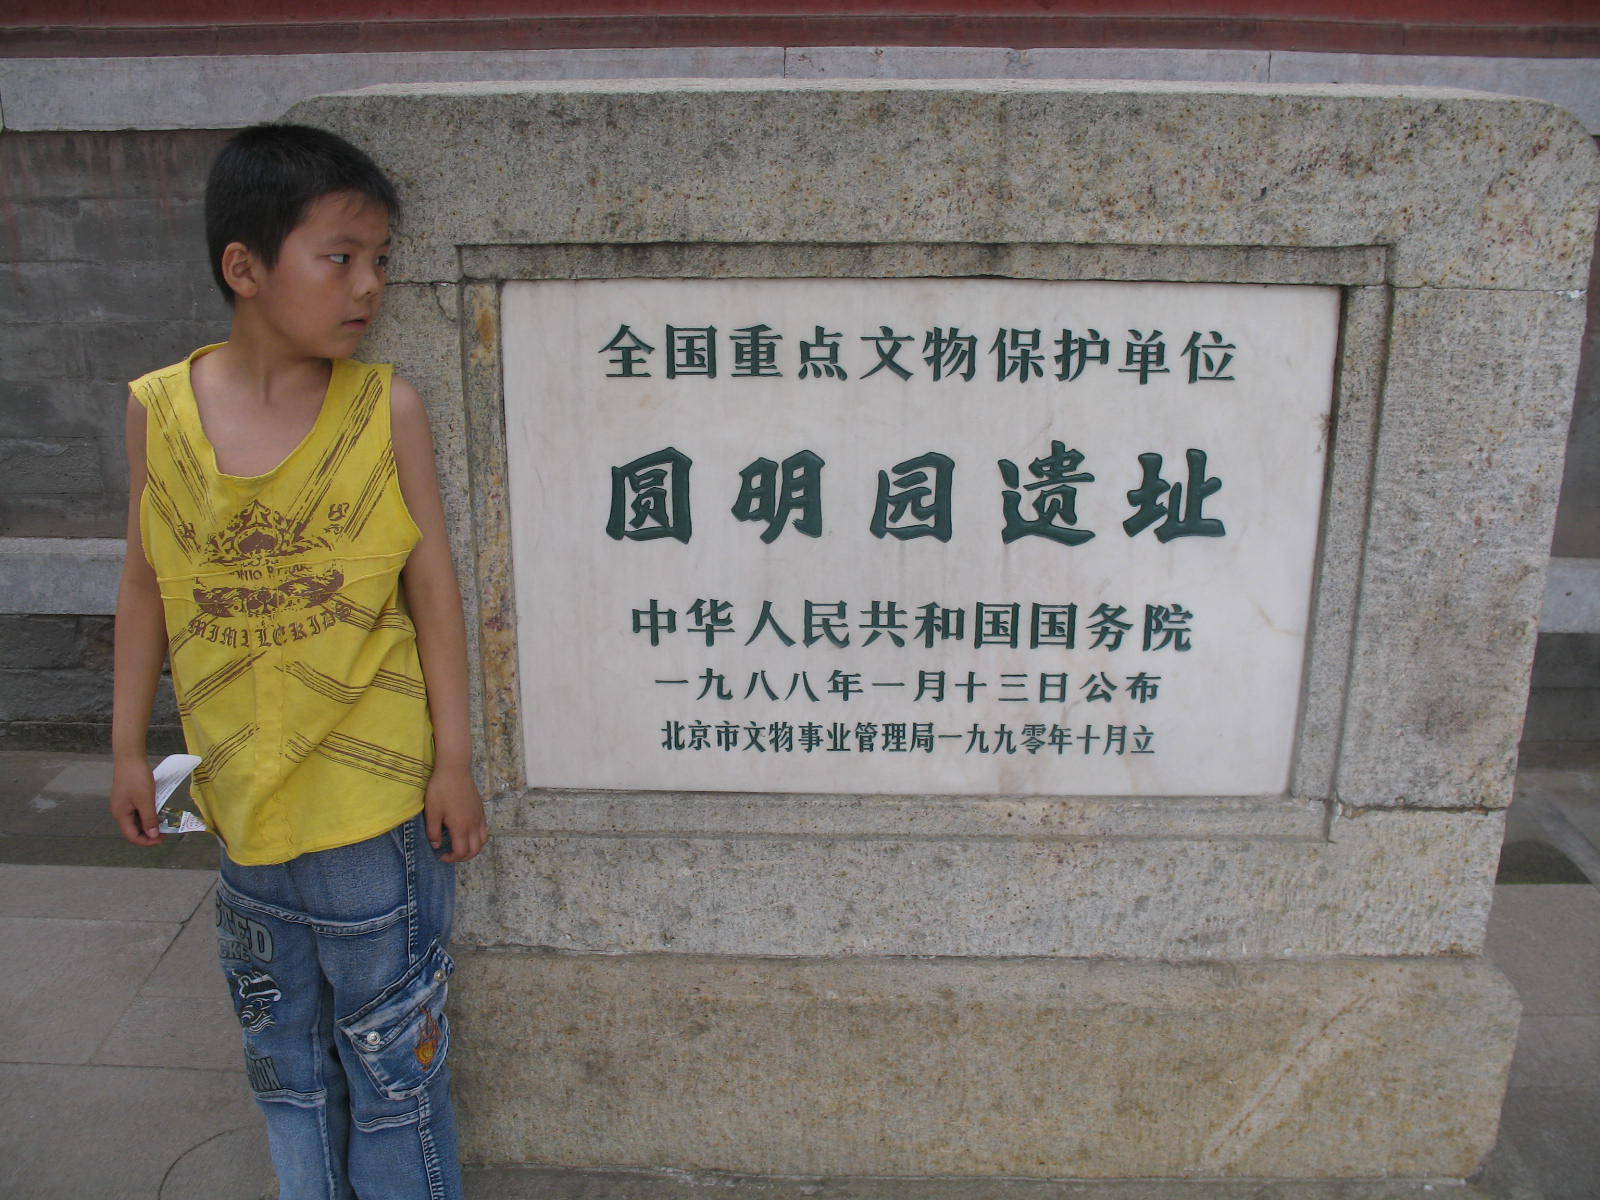 全国重点文物保护单位
圆明园遗址
中华人民共和国国务院
一九八八年一月十三日公布
北京市文物事业管理局一九九零年十月立
MIMILEKIDS